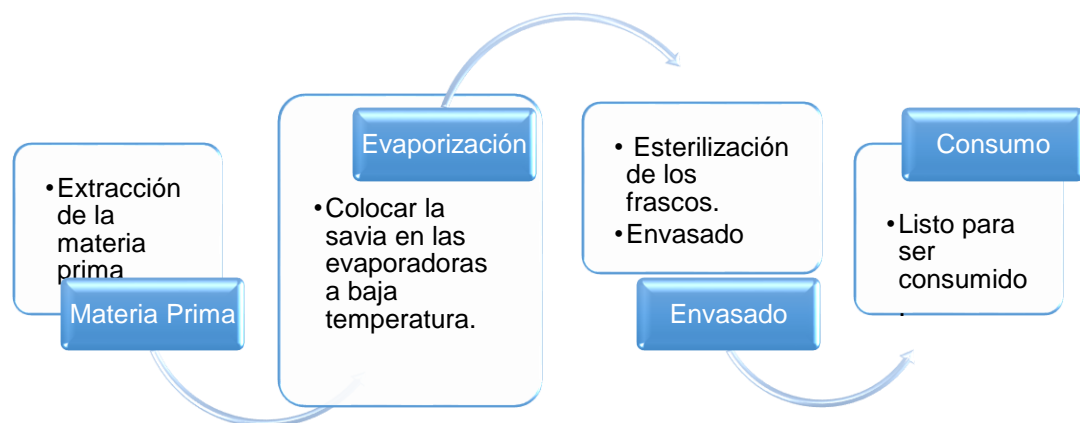 •Extracción
de la
materia
prima
Materia Prima
Evaporización
•Colocar la
savia en las
evaporadoras
a baja
temperatura.
• Esterilización
de los
frascos.
•Envasado
Envasado
Consumo
•Listo para
ser
consumido
.